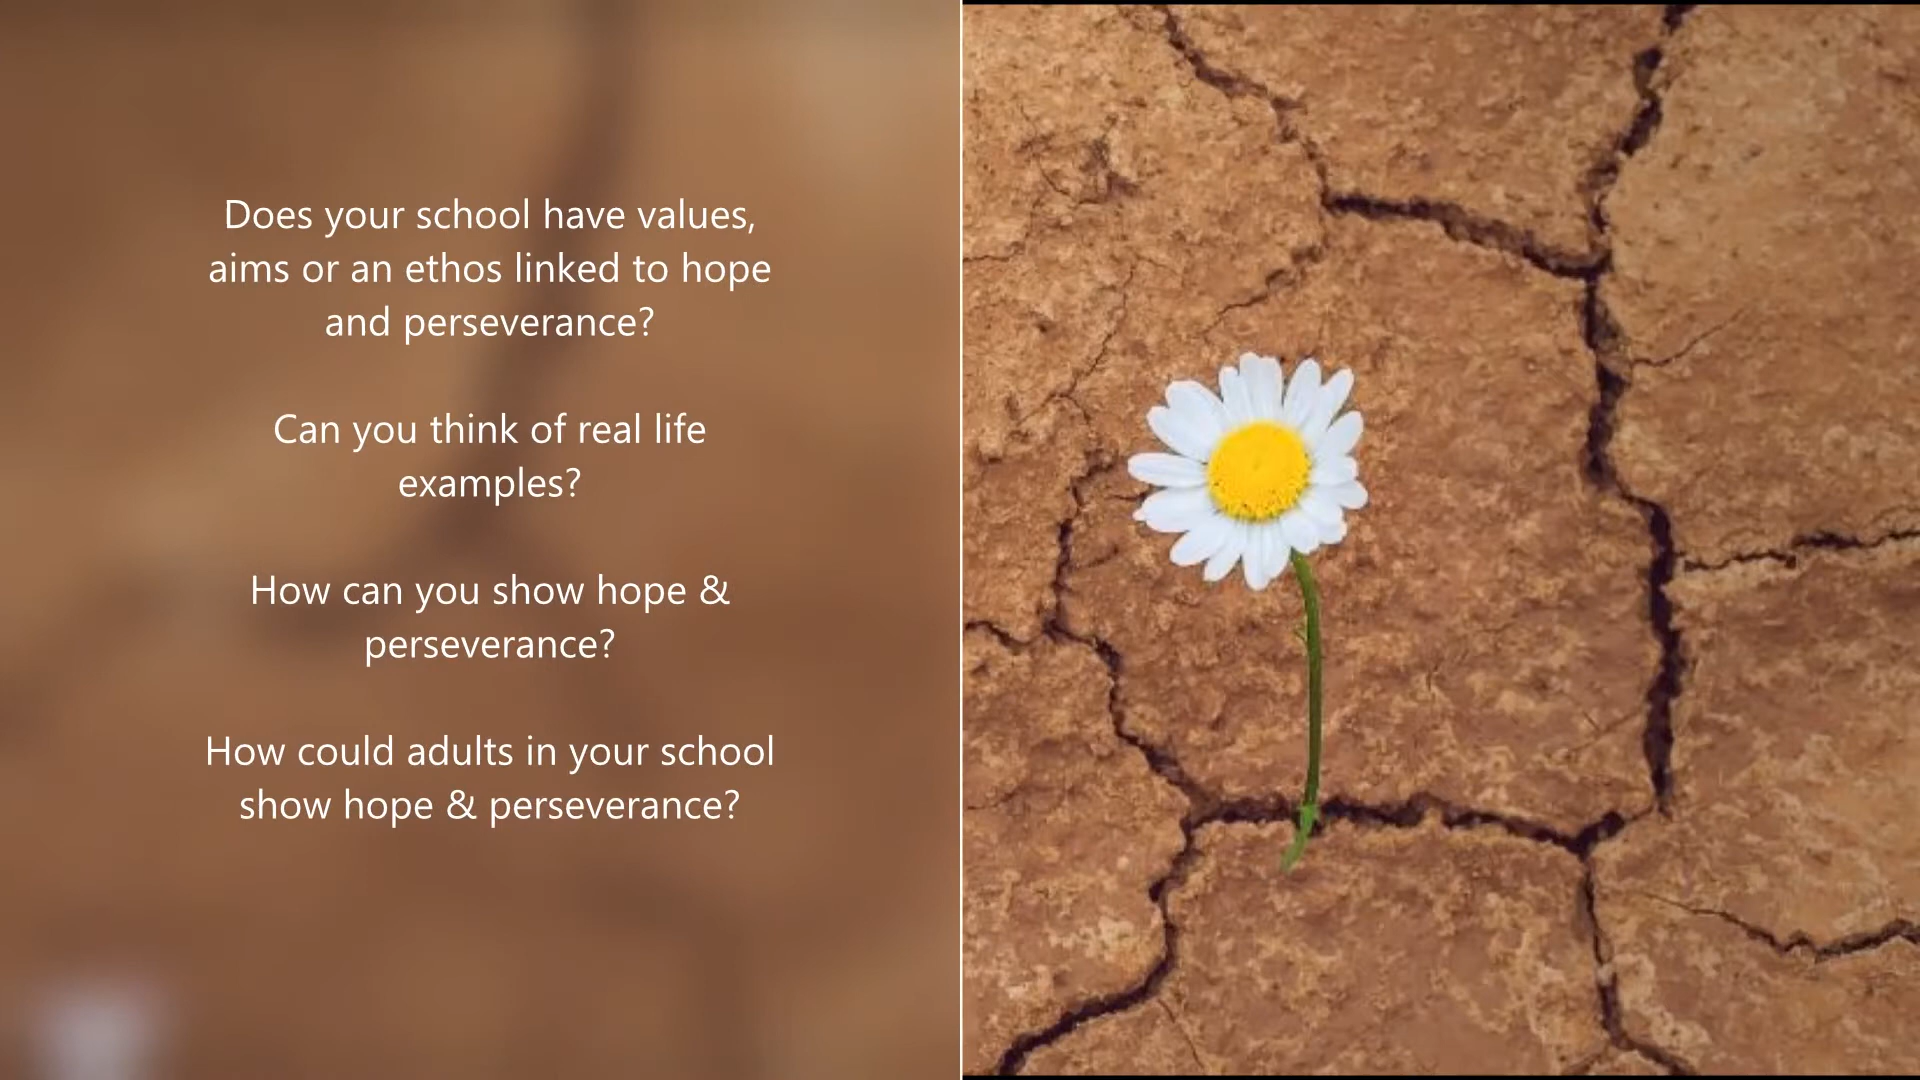 Does your school have values,
aims or an ethos linked to hope
and perseverance?
Can you think of real life
examples?
How can you show hope &
perseverance?
How could adults in your school
show hope & perseverance?